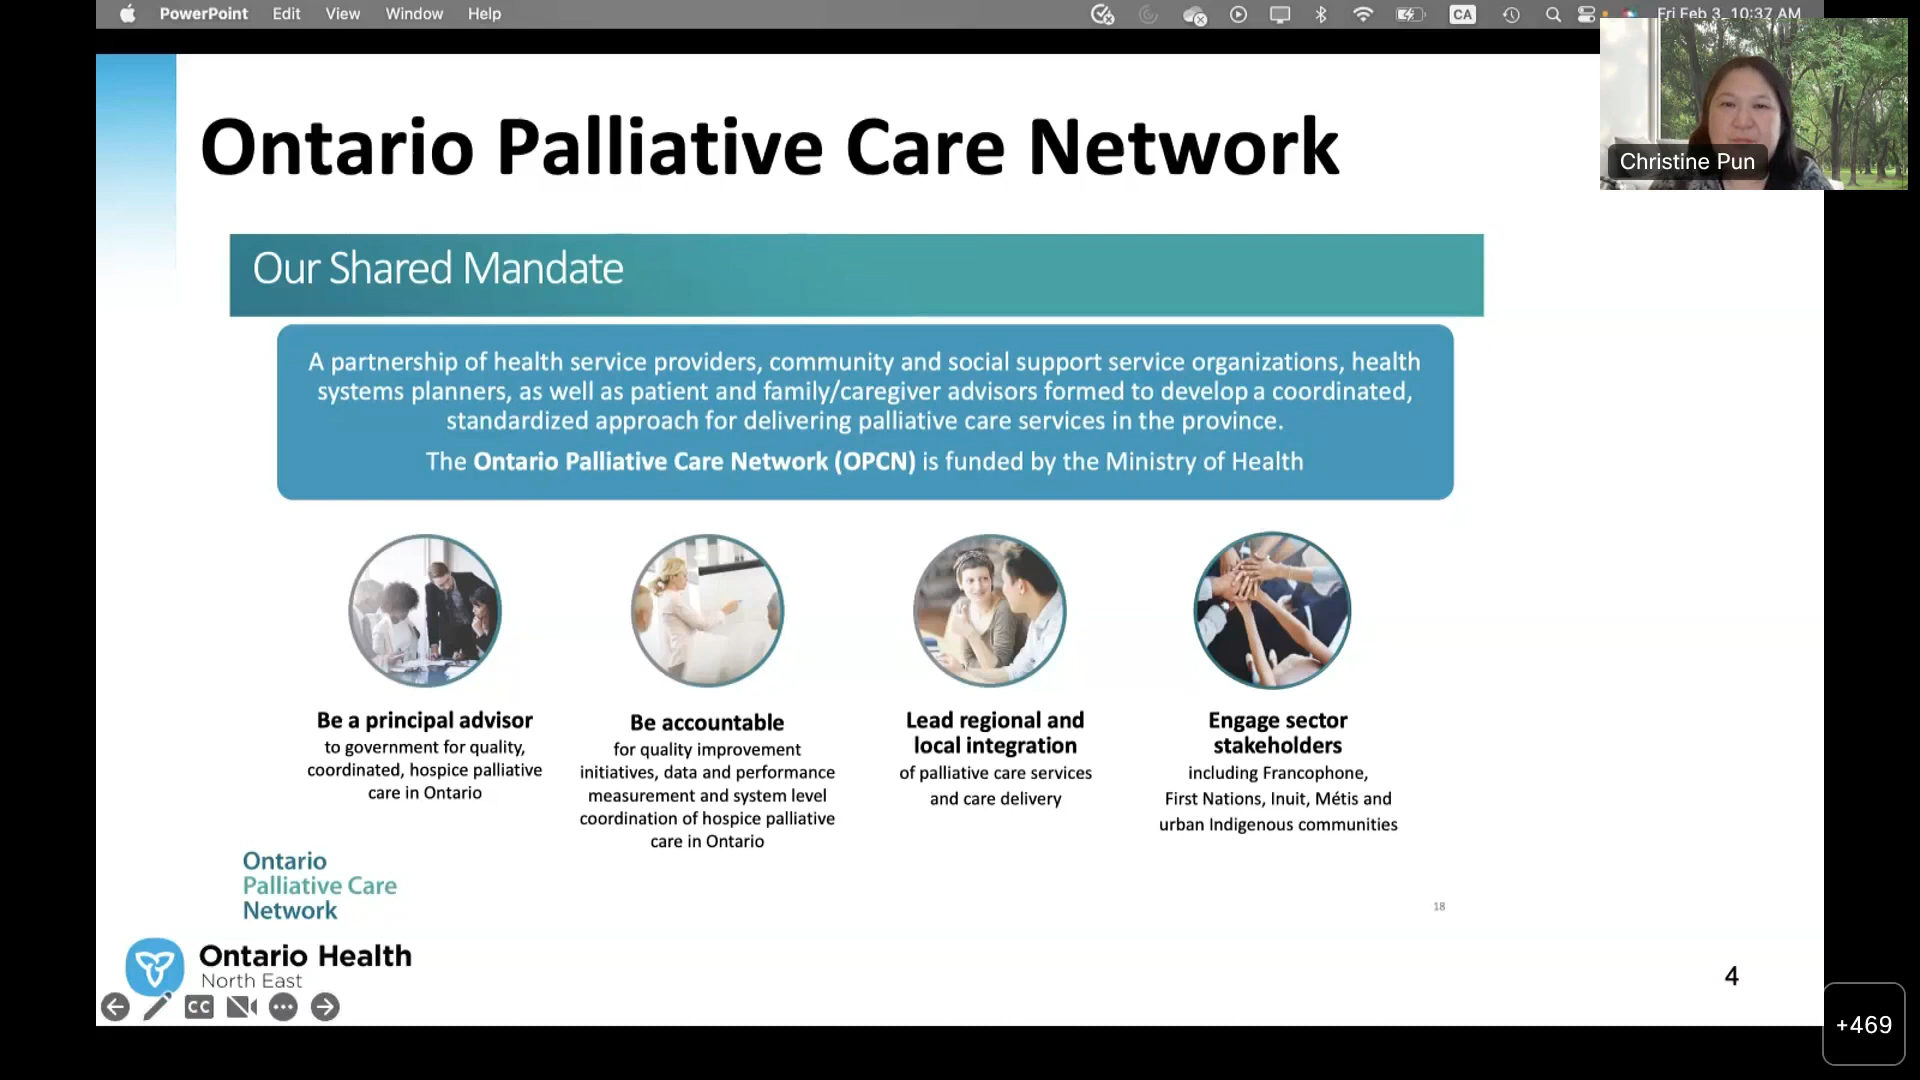 PowerPoint Edit View Window Help
CA
Fri Feb 3 10:37 AM
Christine Pun
Ontario Palliative Care Network
Our Shared Mandate
A partnership of health service providers, community and social support service organizations, health
systems planners, as well as patient and family/caregiver advisors formed to develop a coordinated,
standardized approach for delivering palliative care services in the province.
The Ontario Palliative Care Network (OPCN) is funded by the Ministry of Health
Be a principal advisor
to government for quality,
coordinated, hospice palliative
care in Ontario
Be accountable
for quality improvement
initiatives, data and performance
measurement and system level
coordination of hospice palliative
care in Ontario
Lead regional and
local integration
of palliative care services
and care delivery
Engage sector
stakeholders
including Francophone,
First Nations, Inuit, Métis and
urban Indigenous communities
Ontario
Palliative Care
Network
18
Ontario Health
North East
4
CC
+469